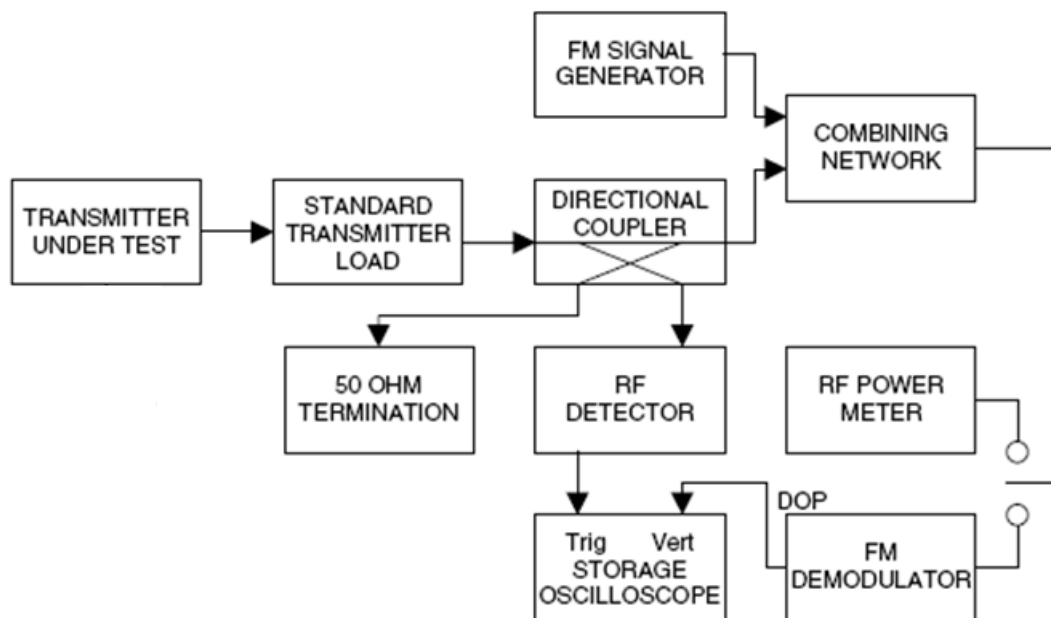 FM SIGNAL
GENERATOR
COMBINING
NETWORK
TRANSMITTER
UNDER TEST
STANDARD
TRANSMITTER
LOAD
DIRECTIONAL
COUPLER
50 OHM
TERMINATION
RF
DETECTOR
RF POWER
METER
DOP
Trig Vert
STORAGE
OSCILLOSCOPE
FM
DEMODULATOR